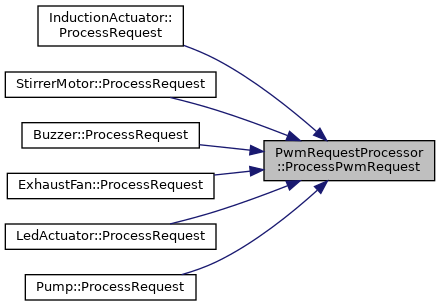 InductionActuator::
ProcessRequest
StirrerMotor::ProcessRequest
Buzzer::ProcessRequest
PwmRequestProcessor
::ProcessPwmRequest
ExhaustFan::ProcessRequest
LedActuator::ProcessRequest
Pump::ProcessRequest